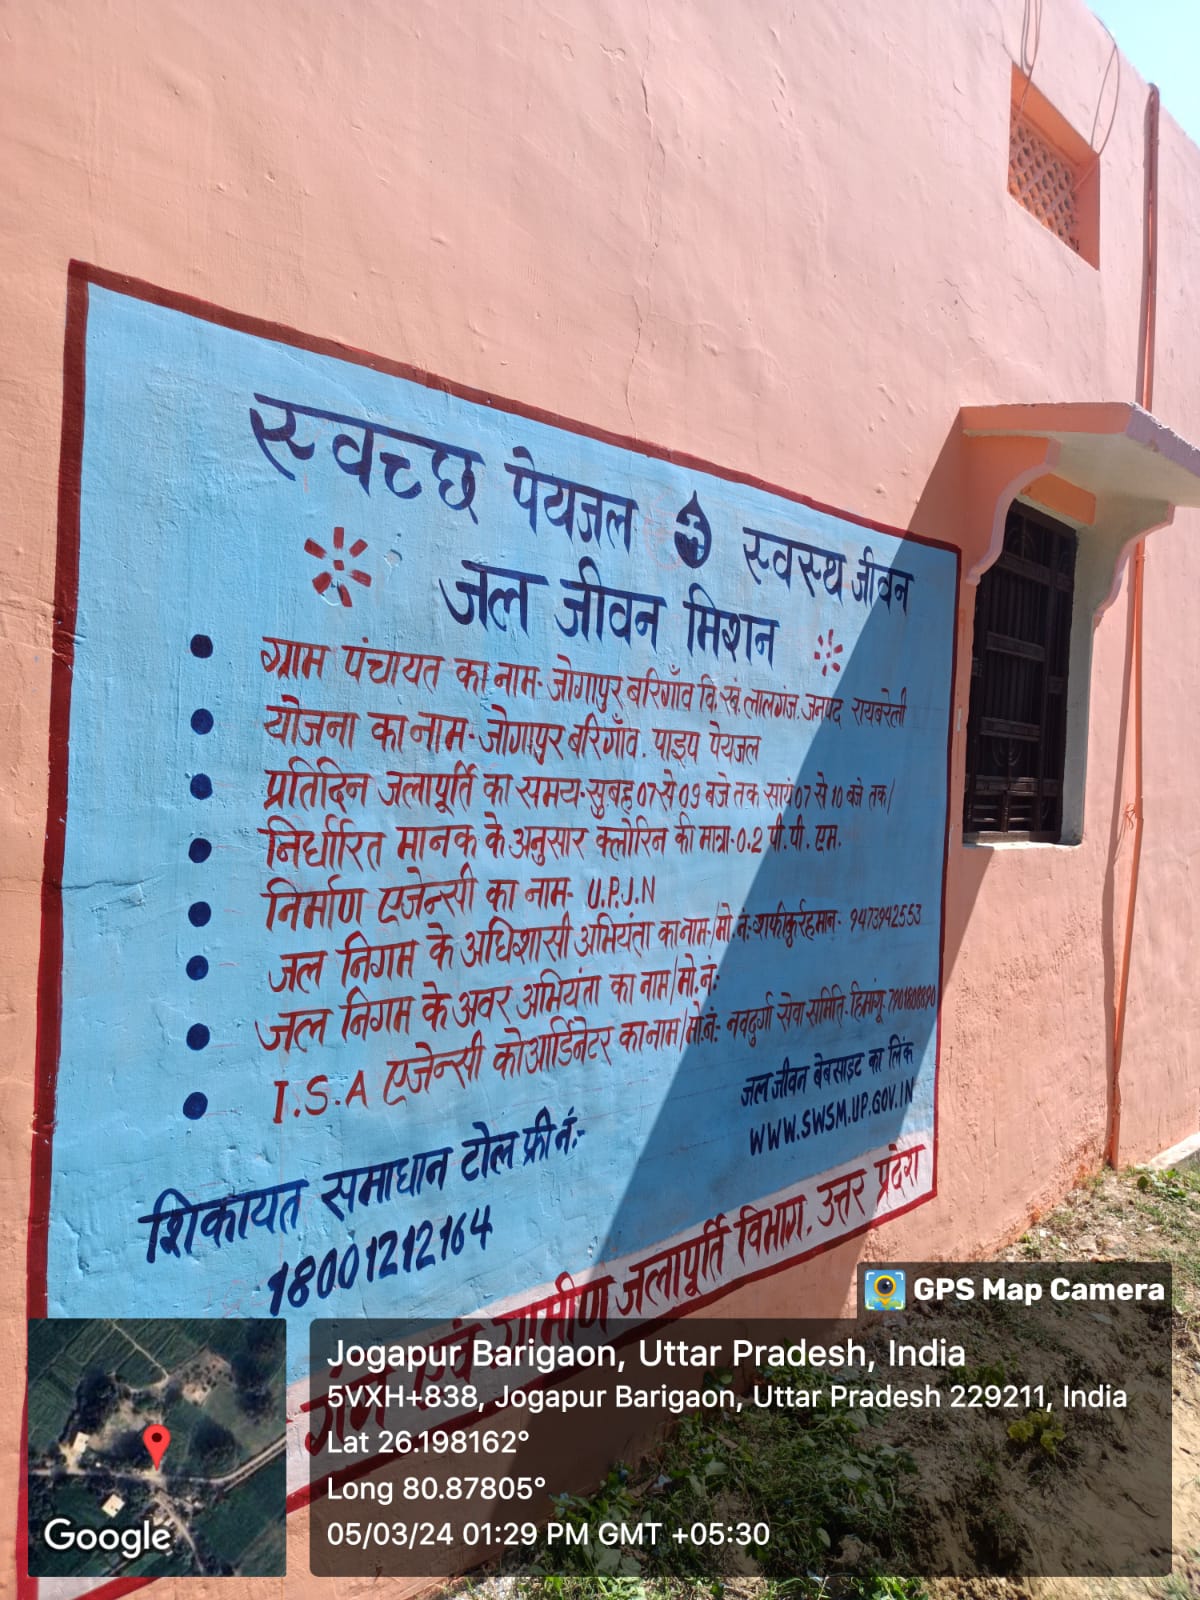 स्वच्छ पेयजल स्वस्थ जीवन
जल जीवन मिशन
ग्राम पंचायत का नाम- जोगापुर बरिगाँव वि.खं. लालगंज. जनपद रायबरेली
योजना का नाम- जोगापुर बरिगाँव. पाइप पेयजल
प्रतिदिन जलापूर्ति का समय- सुबह 07 से 09 बजे तक सायं 07 से 10 बजे तक/
निर्धारित मानक के अनुसार क्लोरिन की मात्रा- 0.2 पी.पी.एम.
निर्माण एजेन्सी का नाम- U.P.J.N
जल निगम के अधिशासी अभियंता का नाम-/मो.नं:- शफीकुर्रहमान- 9473942553
जल निगम के अवर अभियंता का नाम/मो.नं:
I.S.A एजेन्सी कोआर्डिनेटर का नाम/मो.नं:- नवदुर्गा सेवा समिति- हिमांशु
जल जीवन बेबसाइट का लिंक
WWW.SWSM.UP.GOV.IN
शिकायत समाधान टोल फ्री नं:-
18001212164
एवं ग्रामीण जलापूर्ति विभाग. उत्तर प्रदेश
GPS Map Camera
Jogapur Barigaon, Uttar Pradesh, India
5VXH+838, Jogapur Barigaon, Uttar Pradesh 229211, India
Lat 26.198162°
Long 80.87805°
05/03/24 01:29 PM GMT +05:30
Google